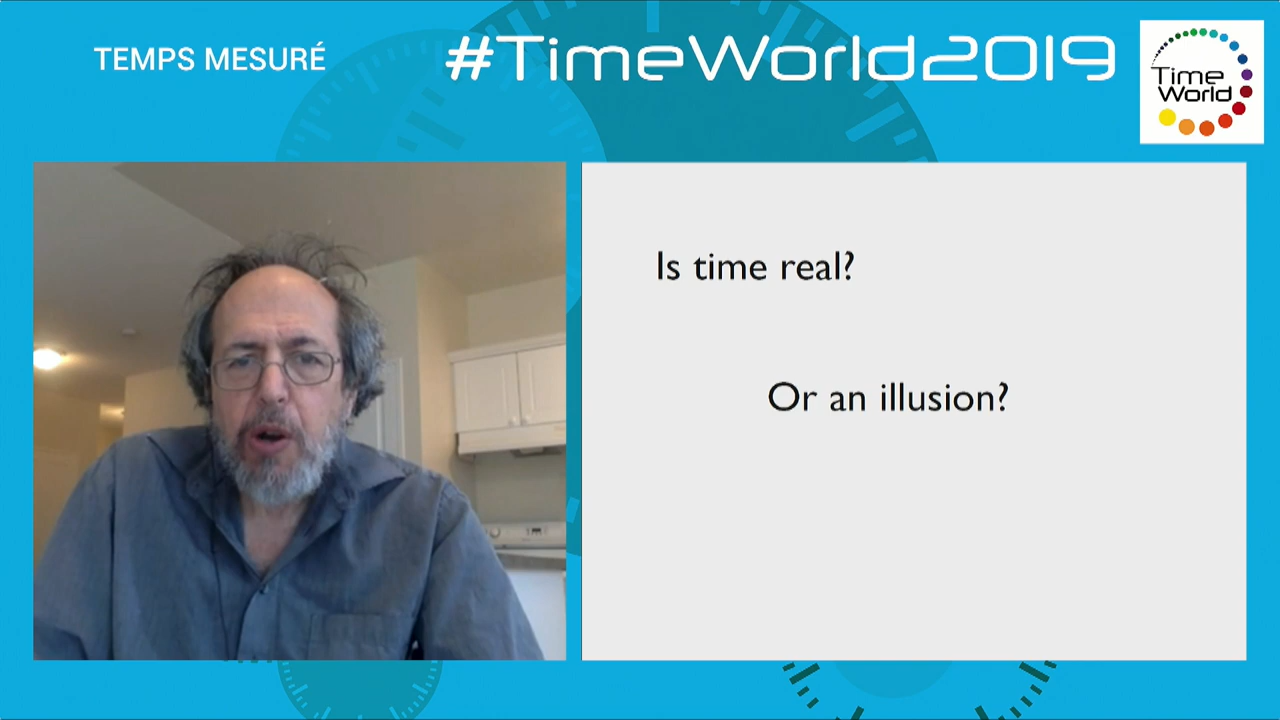 TEMPS MESURÉ
#TimeWorld2019
Time
World
Is time real?
Or an illusion?